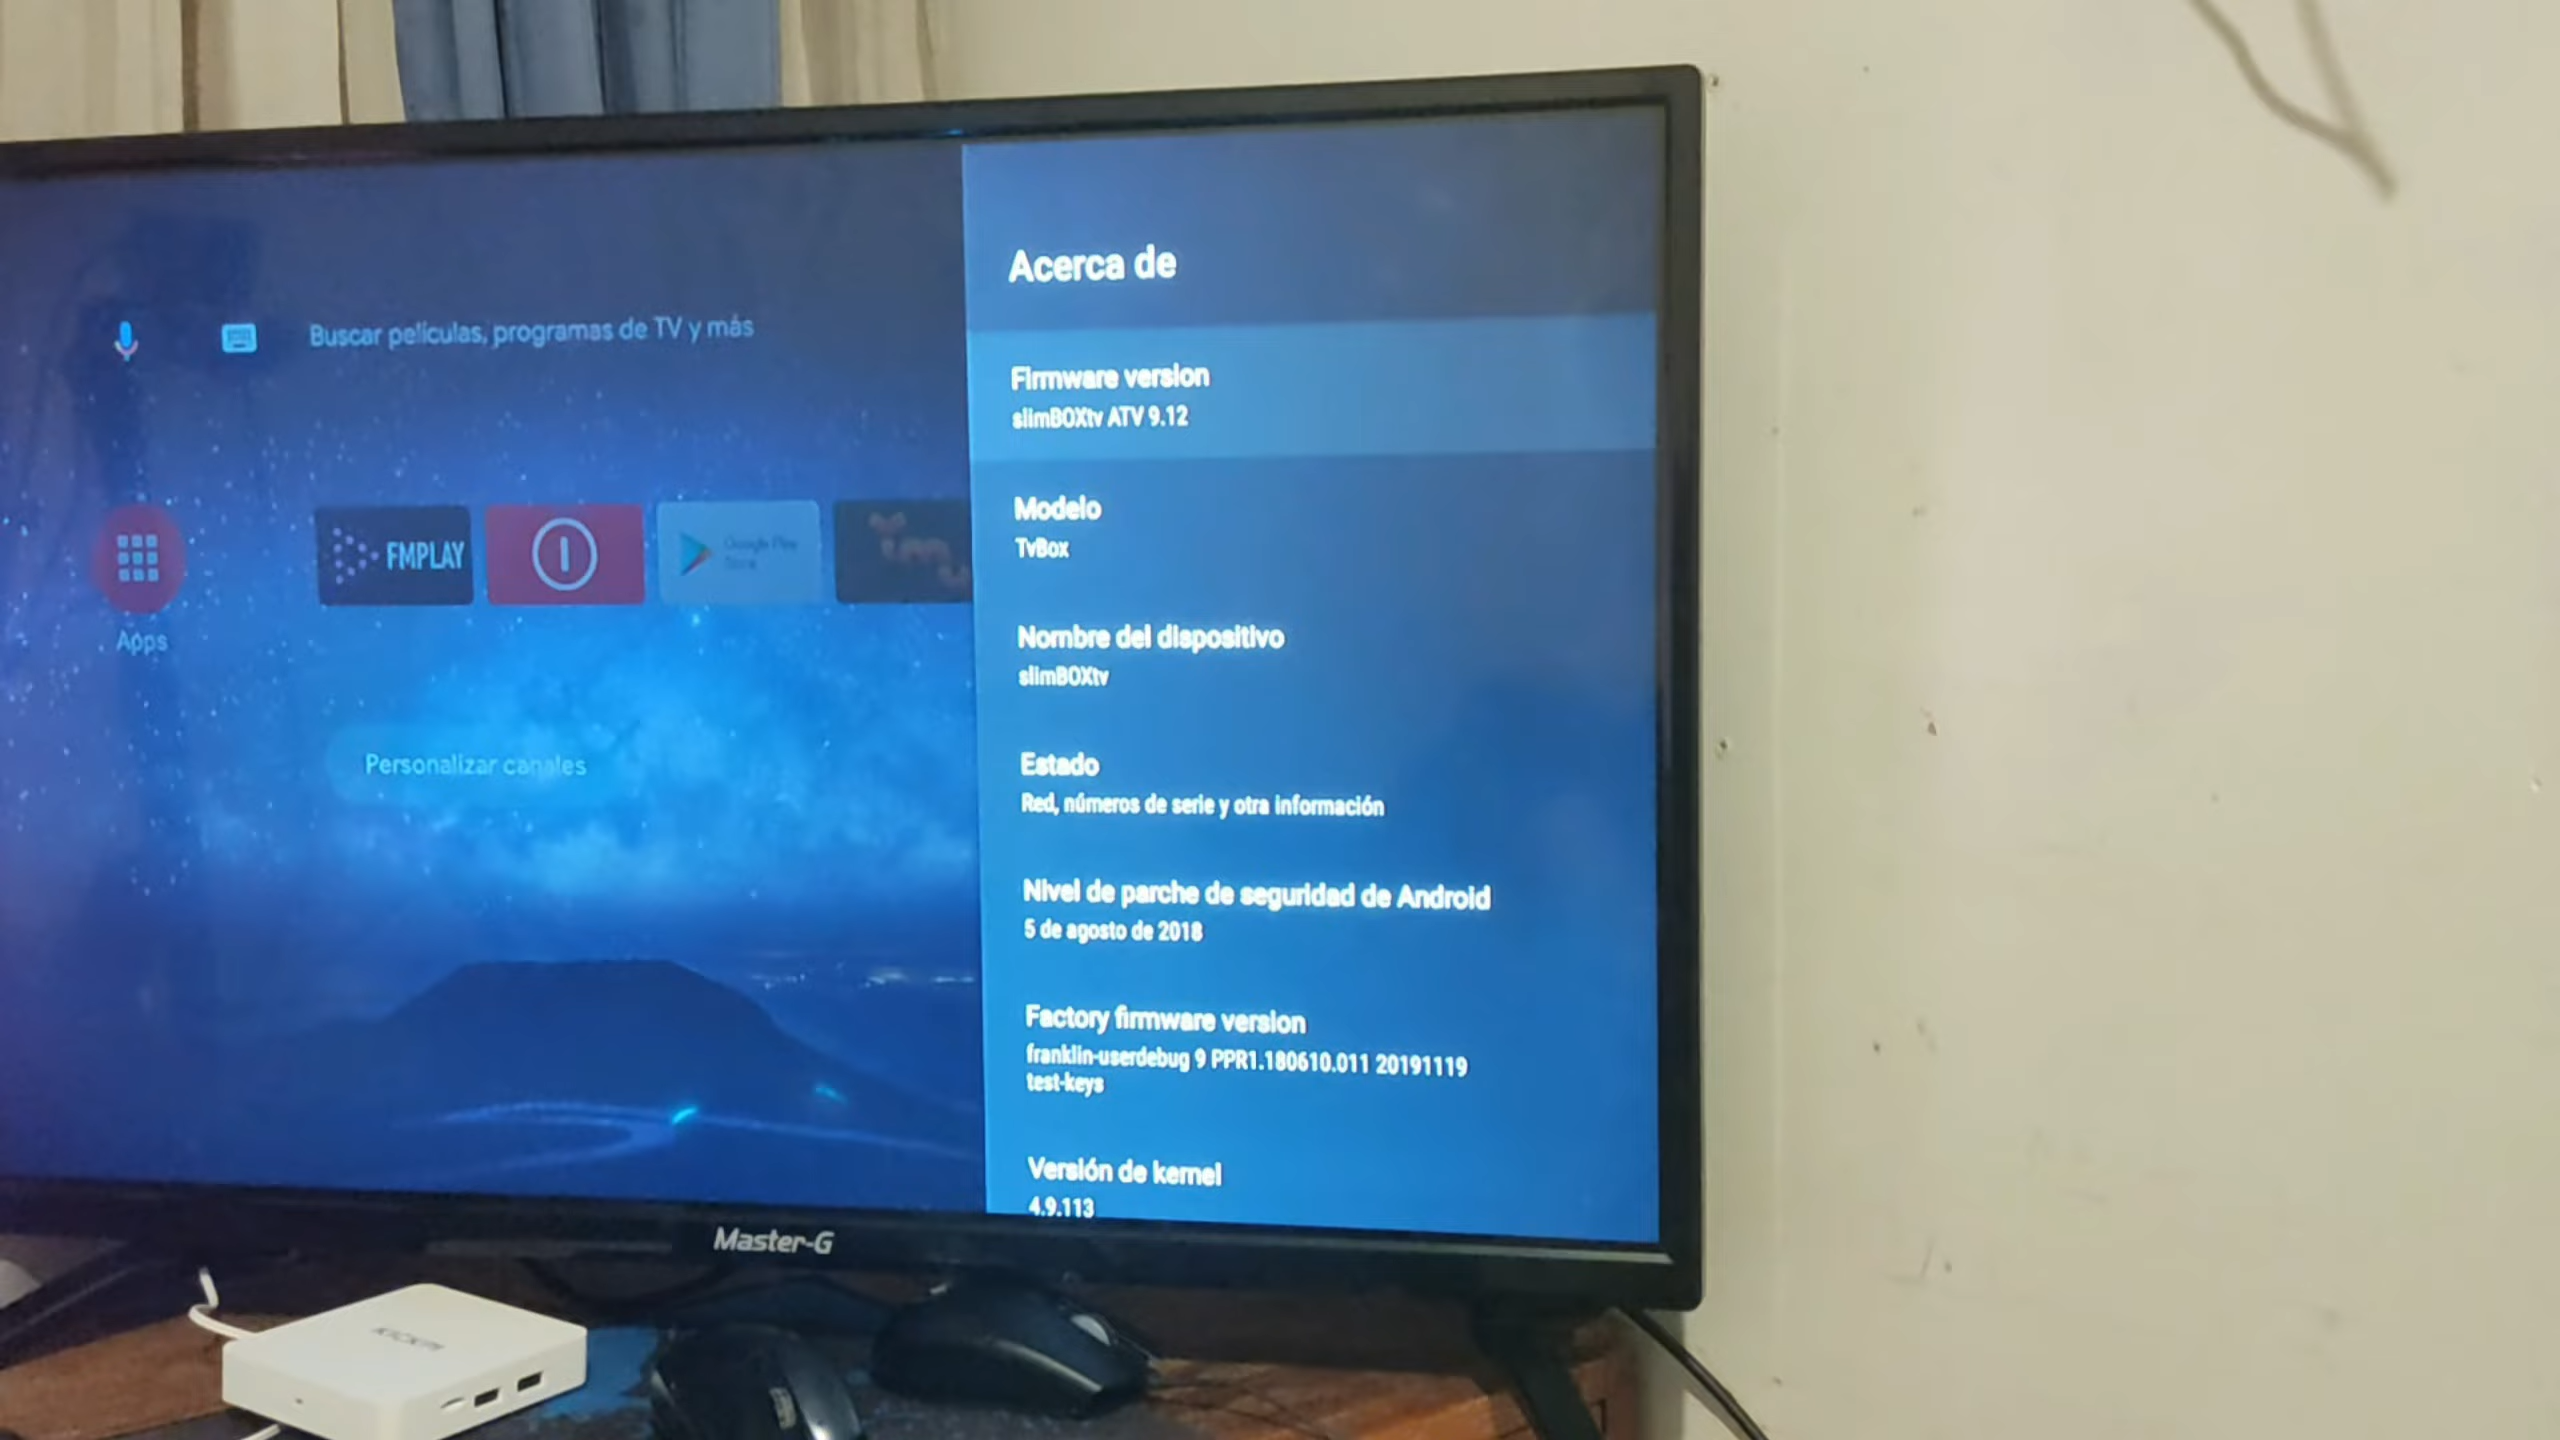 Acerca de
Buscar películas, programas de TV y más
Firmware version
slimBOXtv ATV 9.12
Modelo
TvBox
FMPLAY
Google Play
Store
Apps
Nombre del dispositivo
slimBOXtv
Personalizar canales
Estado
Red, números de serie y otra información
Nivel de parche de seguridad de Android
5 de agosto de 2018
Factory firmware version
franklin-userdebug 9 PPR1.180610.011 20191119
test-keys
Versión de kernel
4.9.113
Master-G